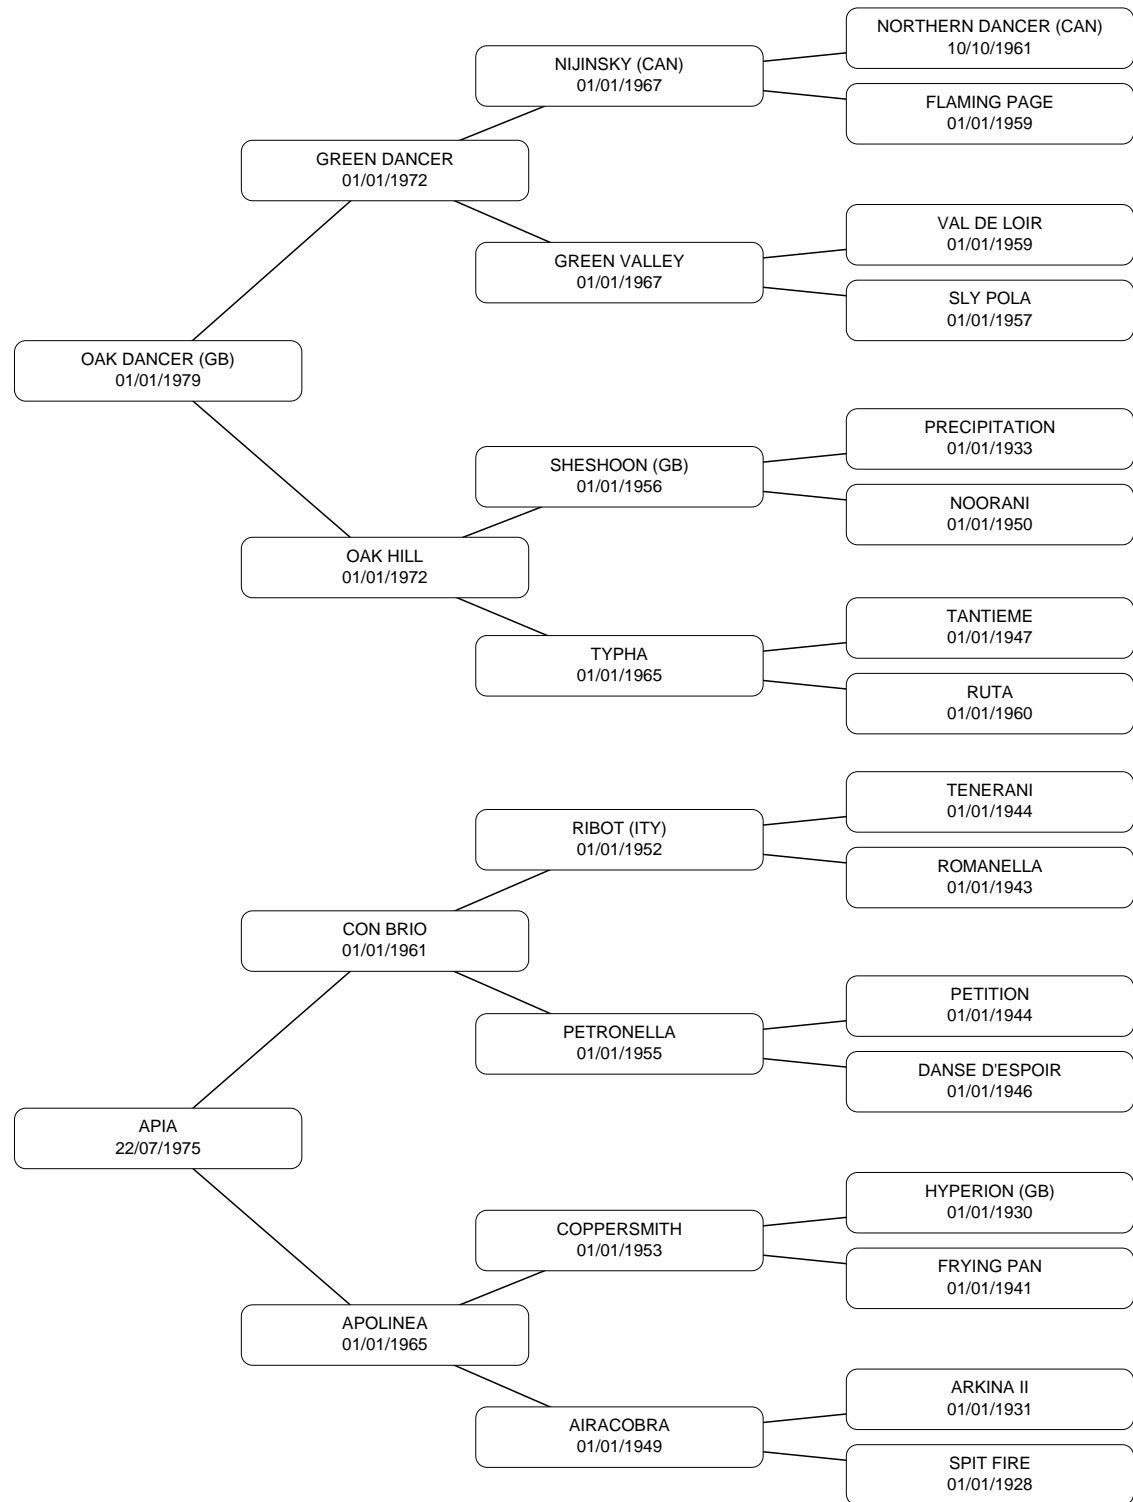 NORTHERN DANCER (CAN)
10/10/1961
NIJINSKY (CAN)
01/01/1967
FLAMING PAGE
01/01/1959
GREEN DANCER
01/01/1972
VAL DE LOIR
01/01/1959
GREEN VALLEY
01/01/1967
SLY POLA
01/01/1957
OAK DANCER (GB)
01/01/1979
PRECIPITATION
01/01/1933
SHESHOON (GB)
01/01/1956
NOORANI
01/01/1950
OAK HILL
01/01/1972
TANTIEME
01/01/1947
TYPHA
01/01/1965
RUTA
01/01/1960
TENERANI
01/01/1944
RIBOT (ITY)
01/01/1952
ROMANELLA
01/01/1943
CON BRIO
01/01/1961
PETITION
01/01/1944
PETRONELLA
01/01/1955
DANSE D'ESPOIR
01/01/1946
APIA
22/07/1975
HYPERION (GB)
01/01/1930
COPPERSMITH
01/01/1953
FRYING PAN
01/01/1941
APOLINEA
01/01/1965
ARKINA II
01/01/1931
AIRACOBRA
01/01/1949
SPIT FIRE
01/01/1928